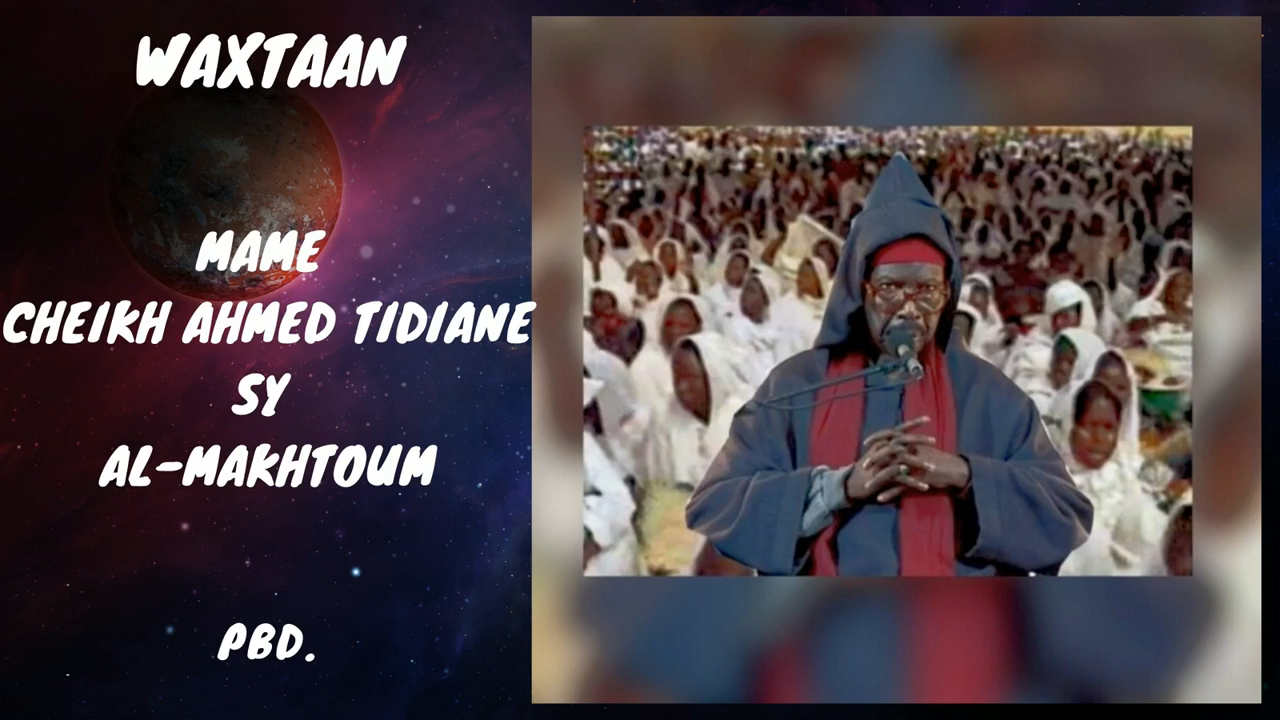 WAXTAAN
MAME
CHEIKH AHMED TIDIANE
SY
AL-MAKHTOUM
PBD.